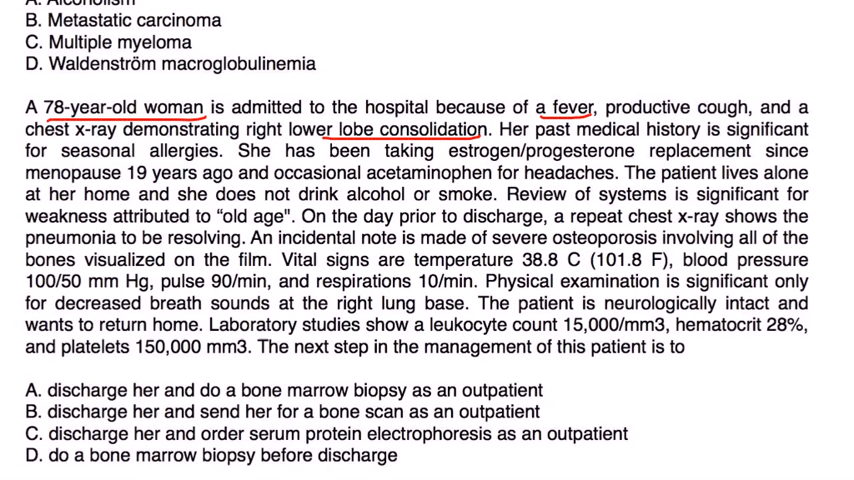 A. Alcoholism
B. Metastatic carcinoma
C. Multiple myeloma
D. Waldenström macroglobulinemia
A 78-year-old woman is admitted to the hospital because of a fever, productive cough, and a
chest x-ray demonstrating right lower lobe consolidation. Her past medical history is significant
for seasonal allergies. She has been taking estrogen/progesterone replacement since
menopause 19 years ago and occasional acetaminophen for headaches. The patient lives alone
at her home and she does not drink alcohol or smoke. Review of systems is significant for
weakness attributed to “old age". On the day prior to discharge, a repeat chest x-ray shows the
pneumonia to be resolving. An incidental note is made of severe osteoporosis involving all of the
bones visualized on the film. Vital signs are temperature 38.8 C (101.8 F), blood pressure
100/50 mm Hg, pulse 90/min, and respirations 10/min. Physical examination is significant only
for decreased breath sounds at the right lung base. The patient is neurologically intact and
wants to return home. Laboratory studies show a leukocyte count 15,000/mm3, hematocrit 28%,
and platelets 150,000 mm3. The next step in the management of this patient is to
A. discharge her and do a bone marrow biopsy as an outpatient
B. discharge her and send her for a bone scan as an outpatient
C. discharge her and order serum protein electrophoresis as an outpatient
D. do a bone marrow biopsy before discharge